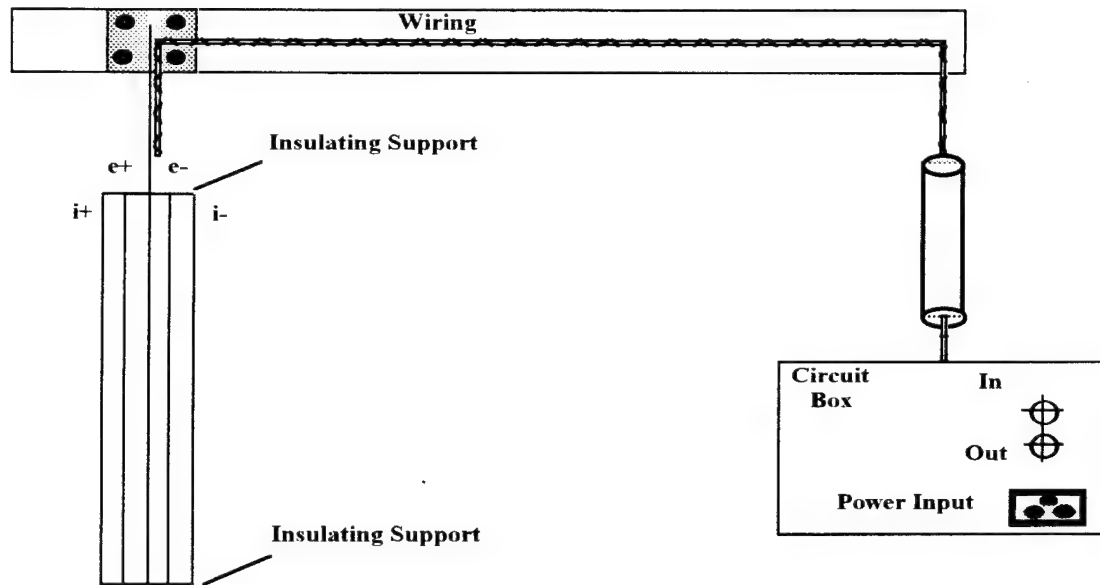 Wiring
Insulating Support
e+
e-
i+
i-
Circuit
Box
In
Out
Power Input
Insulating Support